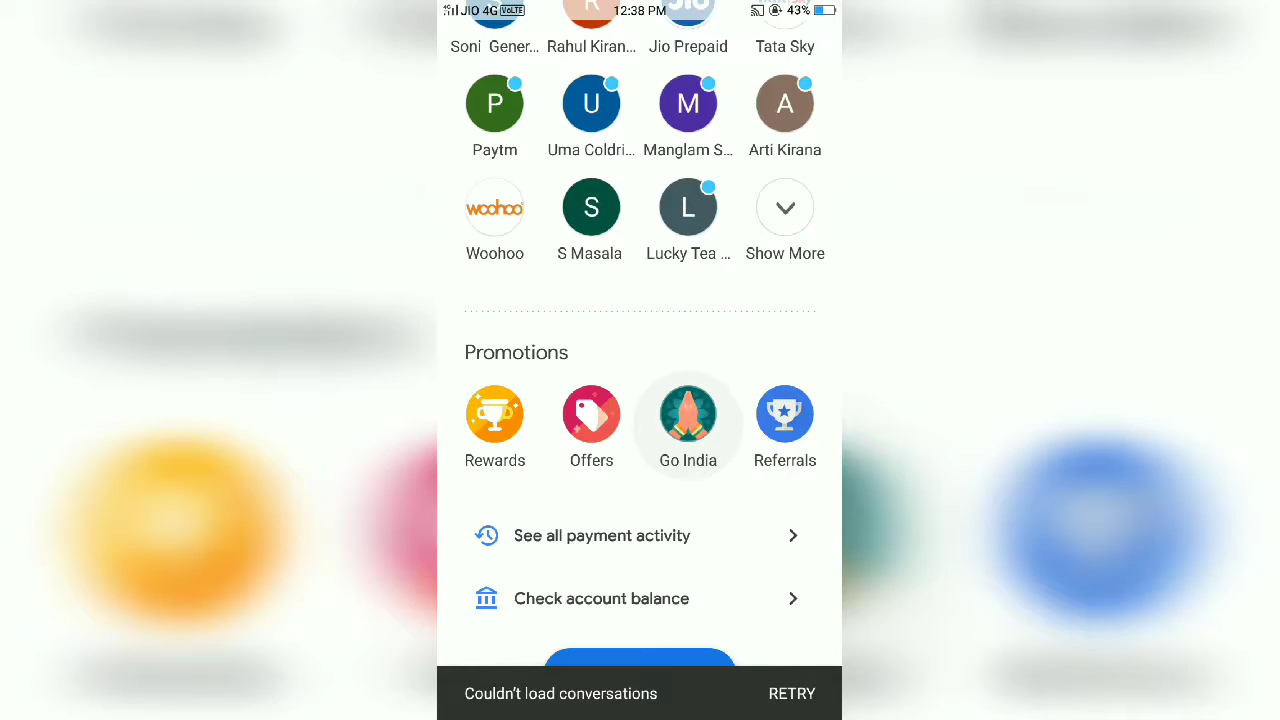 JIO 4G VoLTE 12:38 PM 43%
Soni Gener... Rahul Kiran... Jio Prepaid Tata Sky
P U M A
Paytm Uma Coldri... Manglam S... Arti Kirana
woohoo S L
Woohoo S Masala Lucky Tea ... Show More
Promotions
Rewards Offers Go India Referrals
See all payment activity
Check account balance
Couldn't load conversations RETRY